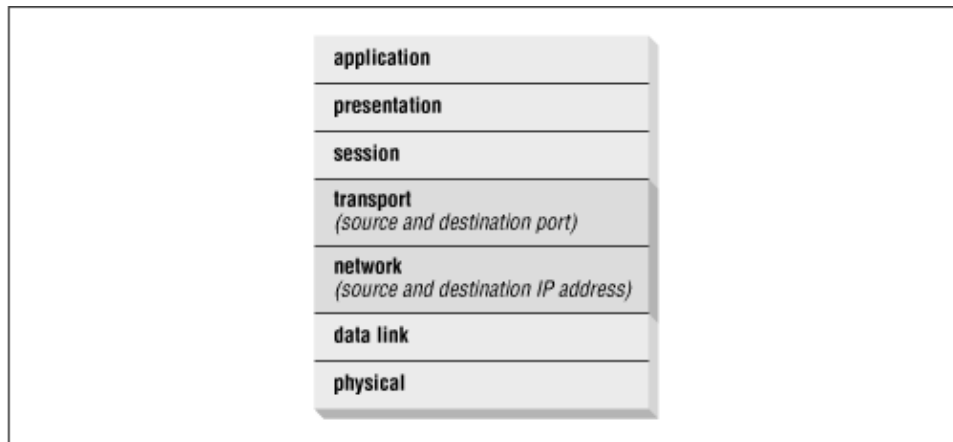 application
presentation
session
transport
(source and destination port)
network
(source and destination IP address)
data link
physical